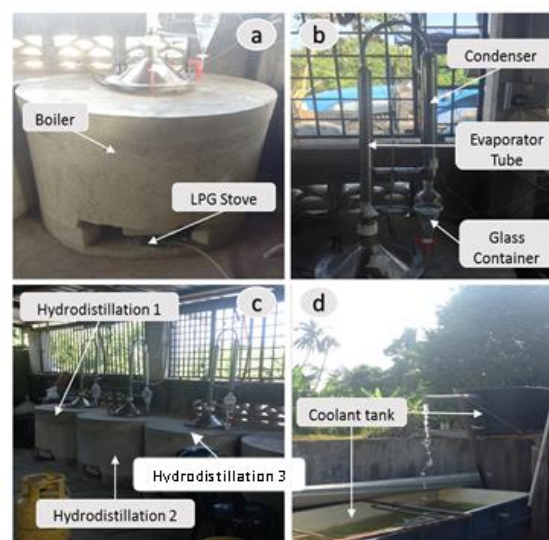 a
Boiler
LPG Stove
b
Condenser
Evaporator
Tube
Glass
Container
c
Hydrodistillation 1
Hydrodistillation 3
Hydrodistillation 2
d
Coolant tank